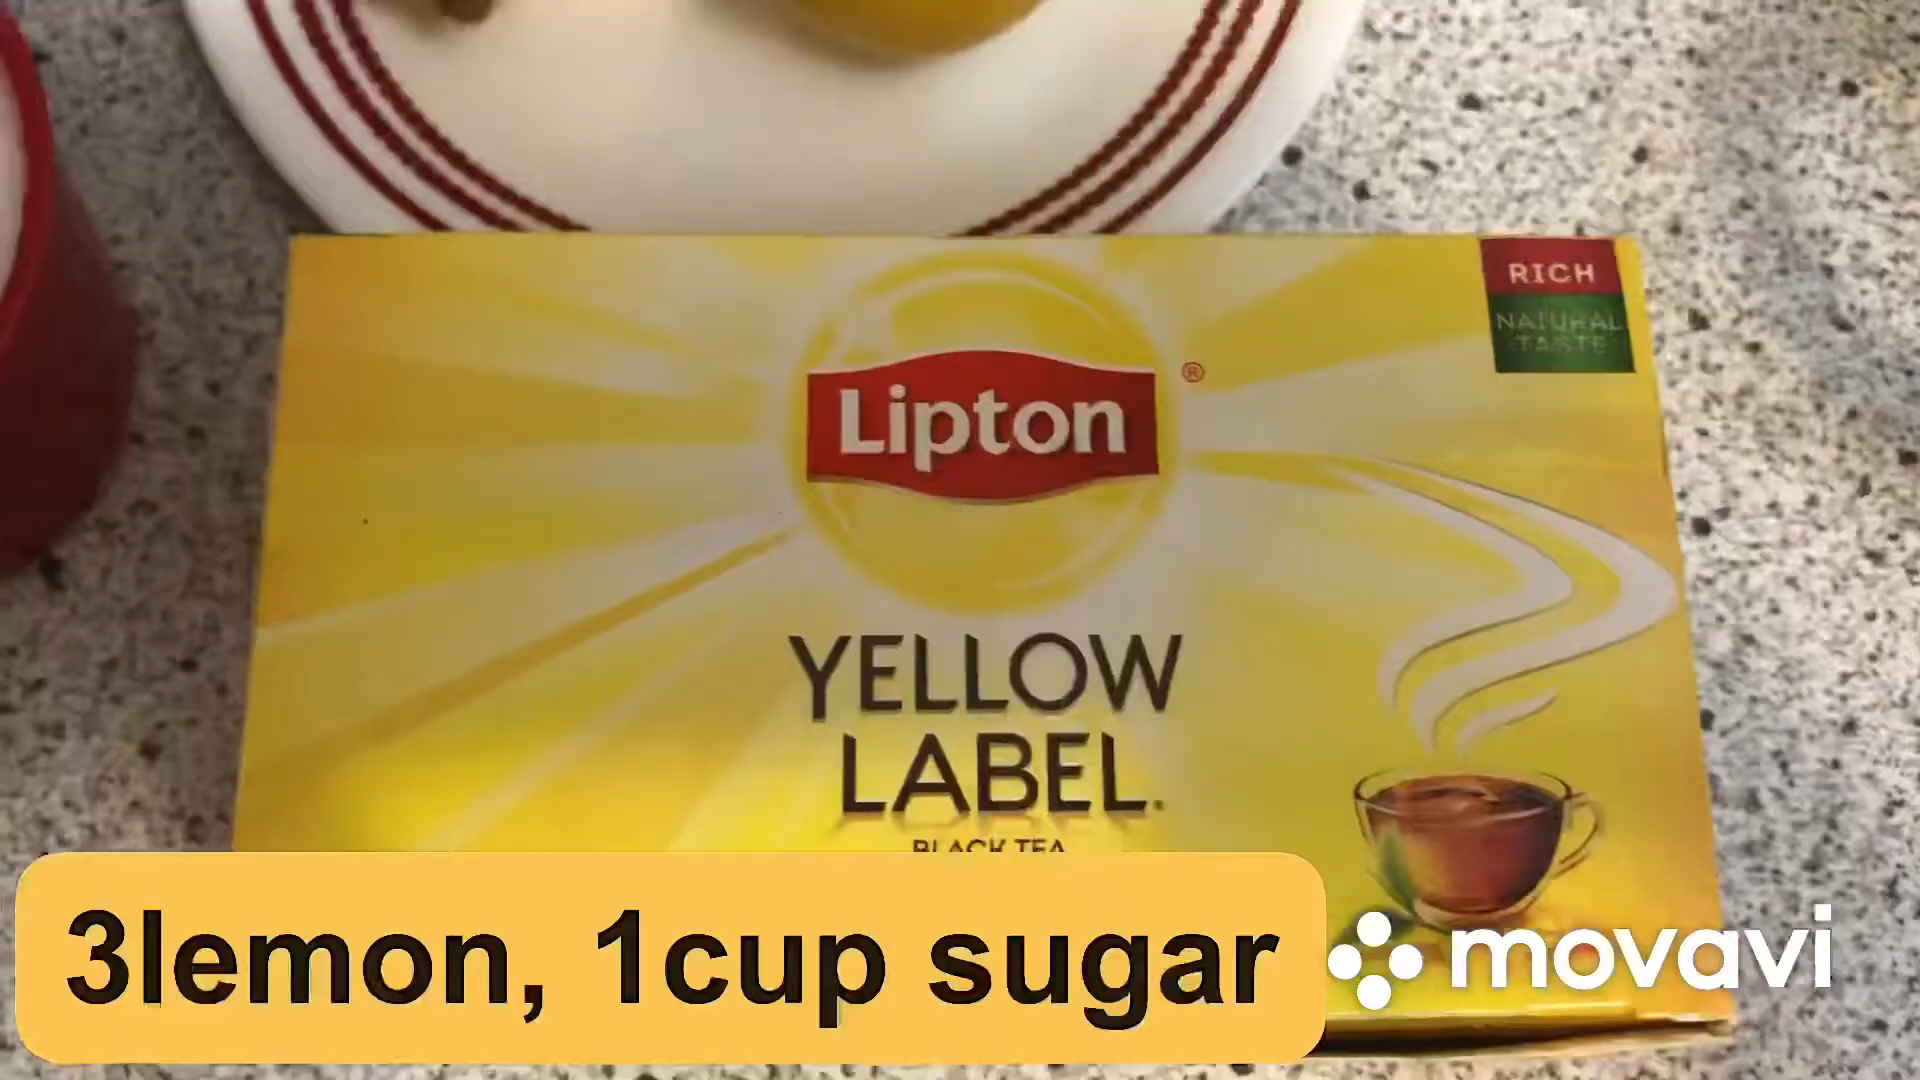 RICH
NATURAL
TASTE
Lipton®
YELLOW
LABEL.
BLACK TEA
3lemon, 1cup sugar
movavi